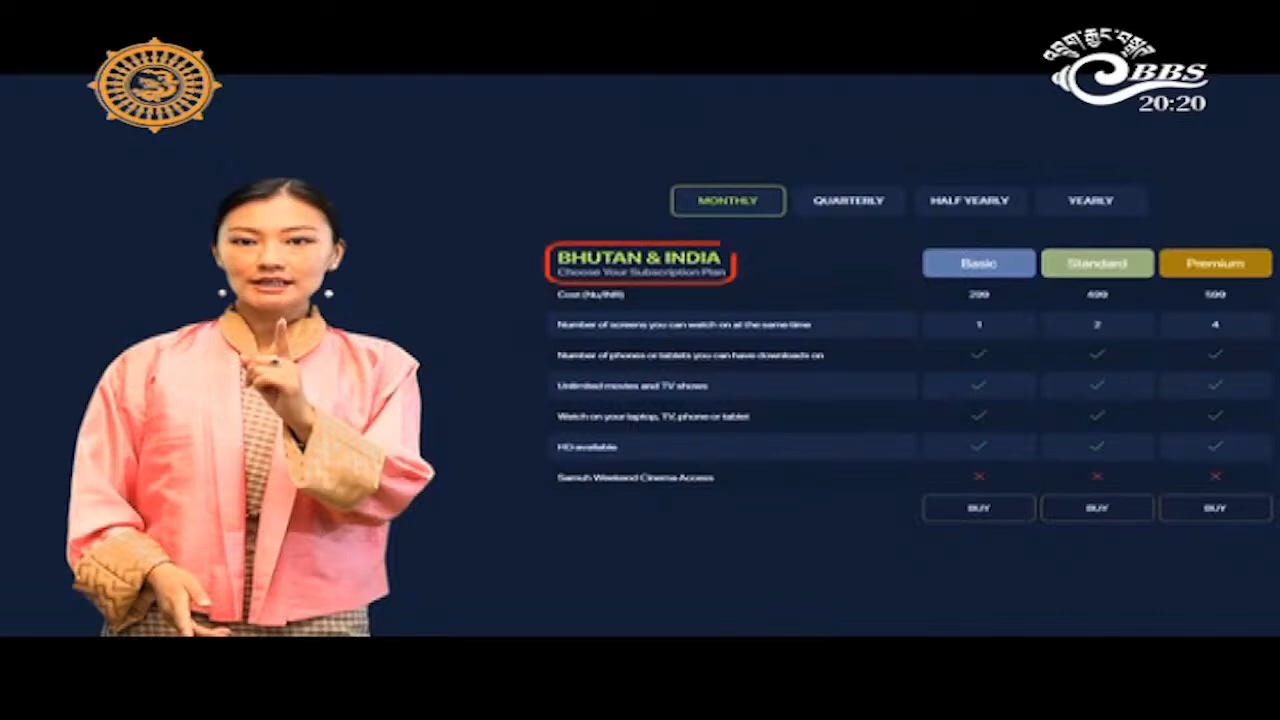 འབྲུག་རྒྱང་བསྒྲགས
BBS
20:20
MONTHLY QUARTERLY HALF YEARLY YEARLY
BHUTAN & INDIA Basic Standard Premium
Choose Your Subscription Plan
Cost (Nu/INR) 299 499 599
Number of screens you can watch on at the same time 1 2 4
Number of phones or tablets you can have downloads on
Unlimited movies and TV shows
Watch on your laptop, TV, phone or tablet
HD available
Samuh Weekend Cinema Access
BUY BUY BUY